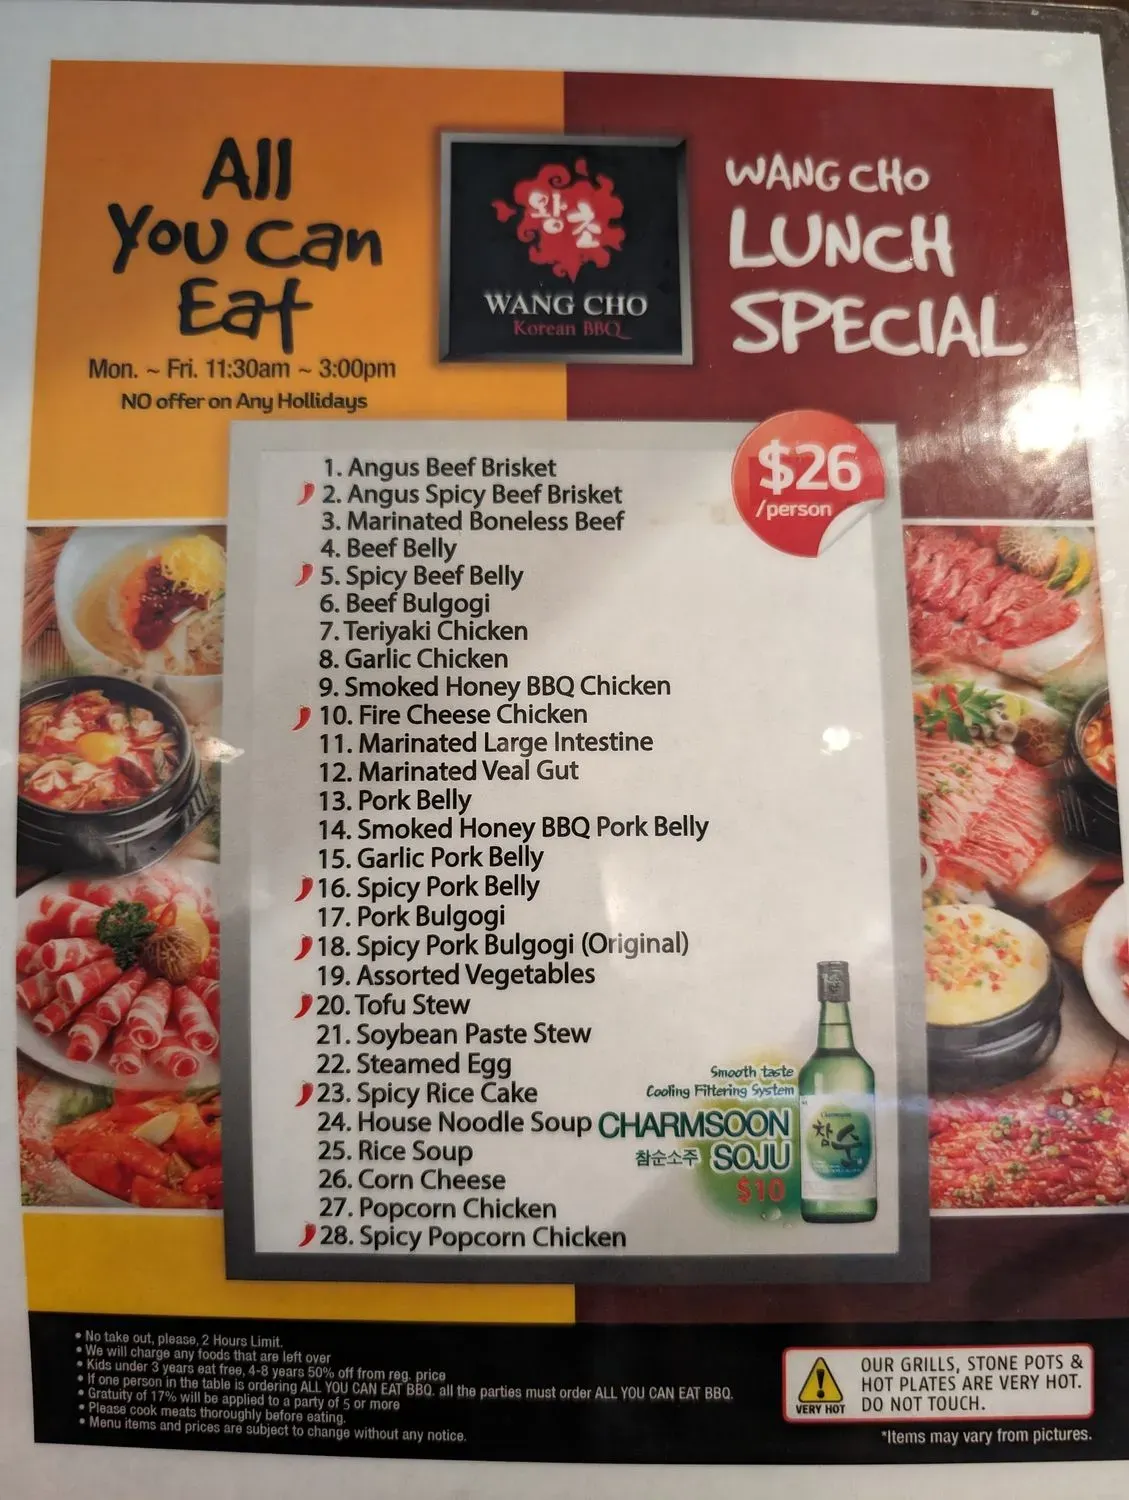 All
You Can
Eat
Mon. ~ Fri. 11:30am ~ 3:00pm
NO offer on Any Hollidays
왕초
WANG CHO
Korean BBQ
WANG CHO
LUNCH
SPECIAL
$26
/person
1. Angus Beef Brisket
2. Angus Spicy Beef Brisket
3. Marinated Boneless Beef
4. Beef Belly
5. Spicy Beef Belly
6. Beef Bulgogi
7. Teriyaki Chicken
8. Garlic Chicken
9. Smoked Honey BBQ Chicken
10. Fire Cheese Chicken
11. Marinated Large Intestine
12. Marinated Veal Gut
13. Pork Belly
14. Smoked Honey BBQ Pork Belly
15. Garlic Pork Belly
16. Spicy Pork Belly
17. Pork Bulgogi
18. Spicy Pork Bulgogi (Original)
19. Assorted Vegetables
20. Tofu Stew
21. Soybean Paste Stew
22. Steamed Egg
23. Spicy Rice Cake
24. House Noodle Soup
25. Rice Soup
26. Corn Cheese
27. Popcorn Chicken
28. Spicy Popcorn Chicken
Smooth taste
Cooling Filtering System
CHARMSOON
참순소주 SOJU
$10
Charmsoon
참순
• No take out, please, 2 Hours Limit.
• We will charge any foods that are left over
• Kids under 3 years eat free, 4-8 years 50% off from reg. price
• If one person in the table is ordering ALL YOU CAN EAT BBQ. all the parties must order ALL YOU CAN EAT BBQ.
• Gratuity of 17% will be applied to a party of 5 or more
• Please cook meats thoroughly before eating.
• Menu items and prices are subject to change without any notice.
VERY HOT
OUR GRILLS, STONE POTS &
HOT PLATES ARE VERY HOT.
DO NOT TOUCH.
*Items may vary from pictures.